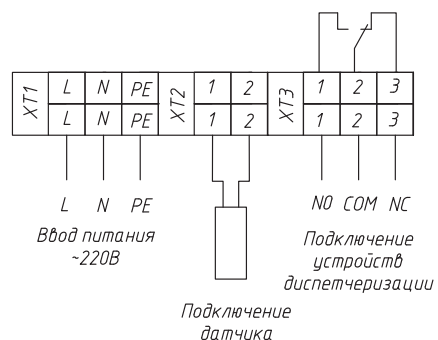 XT1 L N PE XT2 1 2 XT3 1 2 3
L N PE 1 2 1 2 3
L N PE NO COM NC
Ввод питания
~220В
Подключение
датчика
Подключение
устройств
диспетчеризации